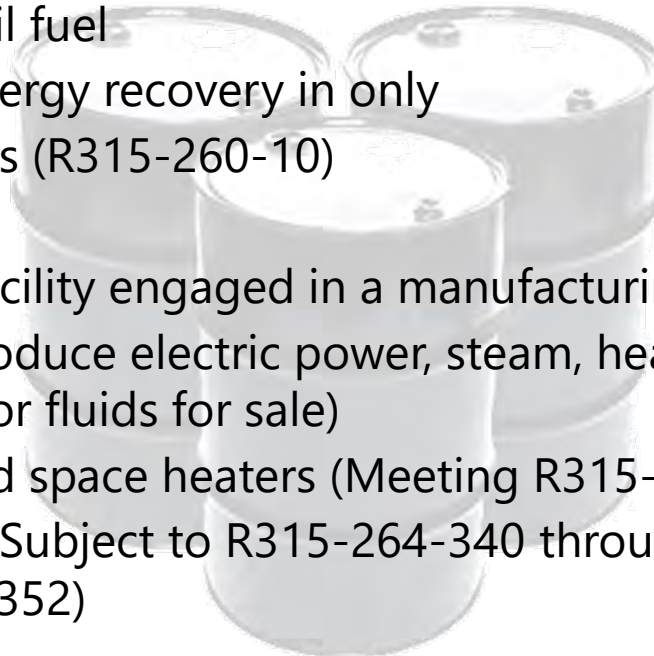 il fuel
ergy recovery in only
s (R315-260-10)
cility engaged in a manufacturi
oduce electric power, steam, hea
or fluids for sale)
d space heaters (Meeting R315-
Subject to R315-264-340 throu
352)